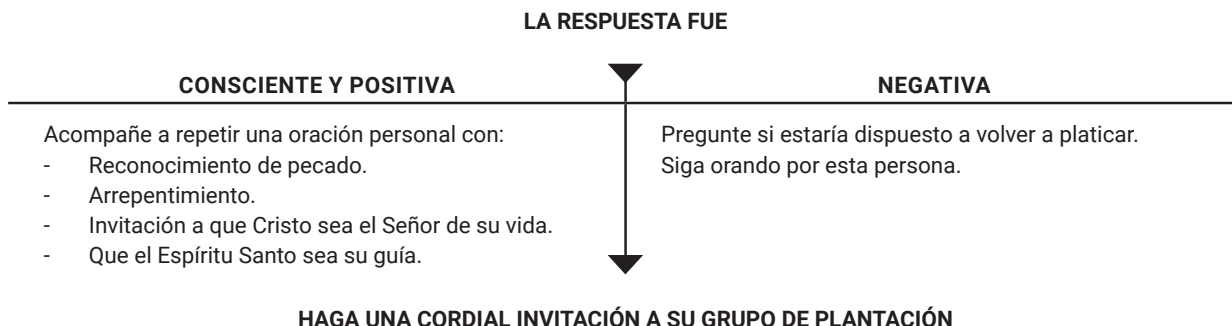 LA RESPUESTA FUE
CONSCIENTE Y POSITIVA
Acompañe a repetir una oración personal con:
- Reconocimiento de pecado.
- Arrepentimiento.
- Invitación a que Cristo sea el Señor de su vida.
- Que el Espíritu Santo sea su guía.
NEGATIVA
Pregunte si estaría dispuesto a volver a platicar.
Siga orando por esta persona.
HAGA UNA CORDIAL INVITACIÓN A SU GRUPO DE PLANTACIÓN